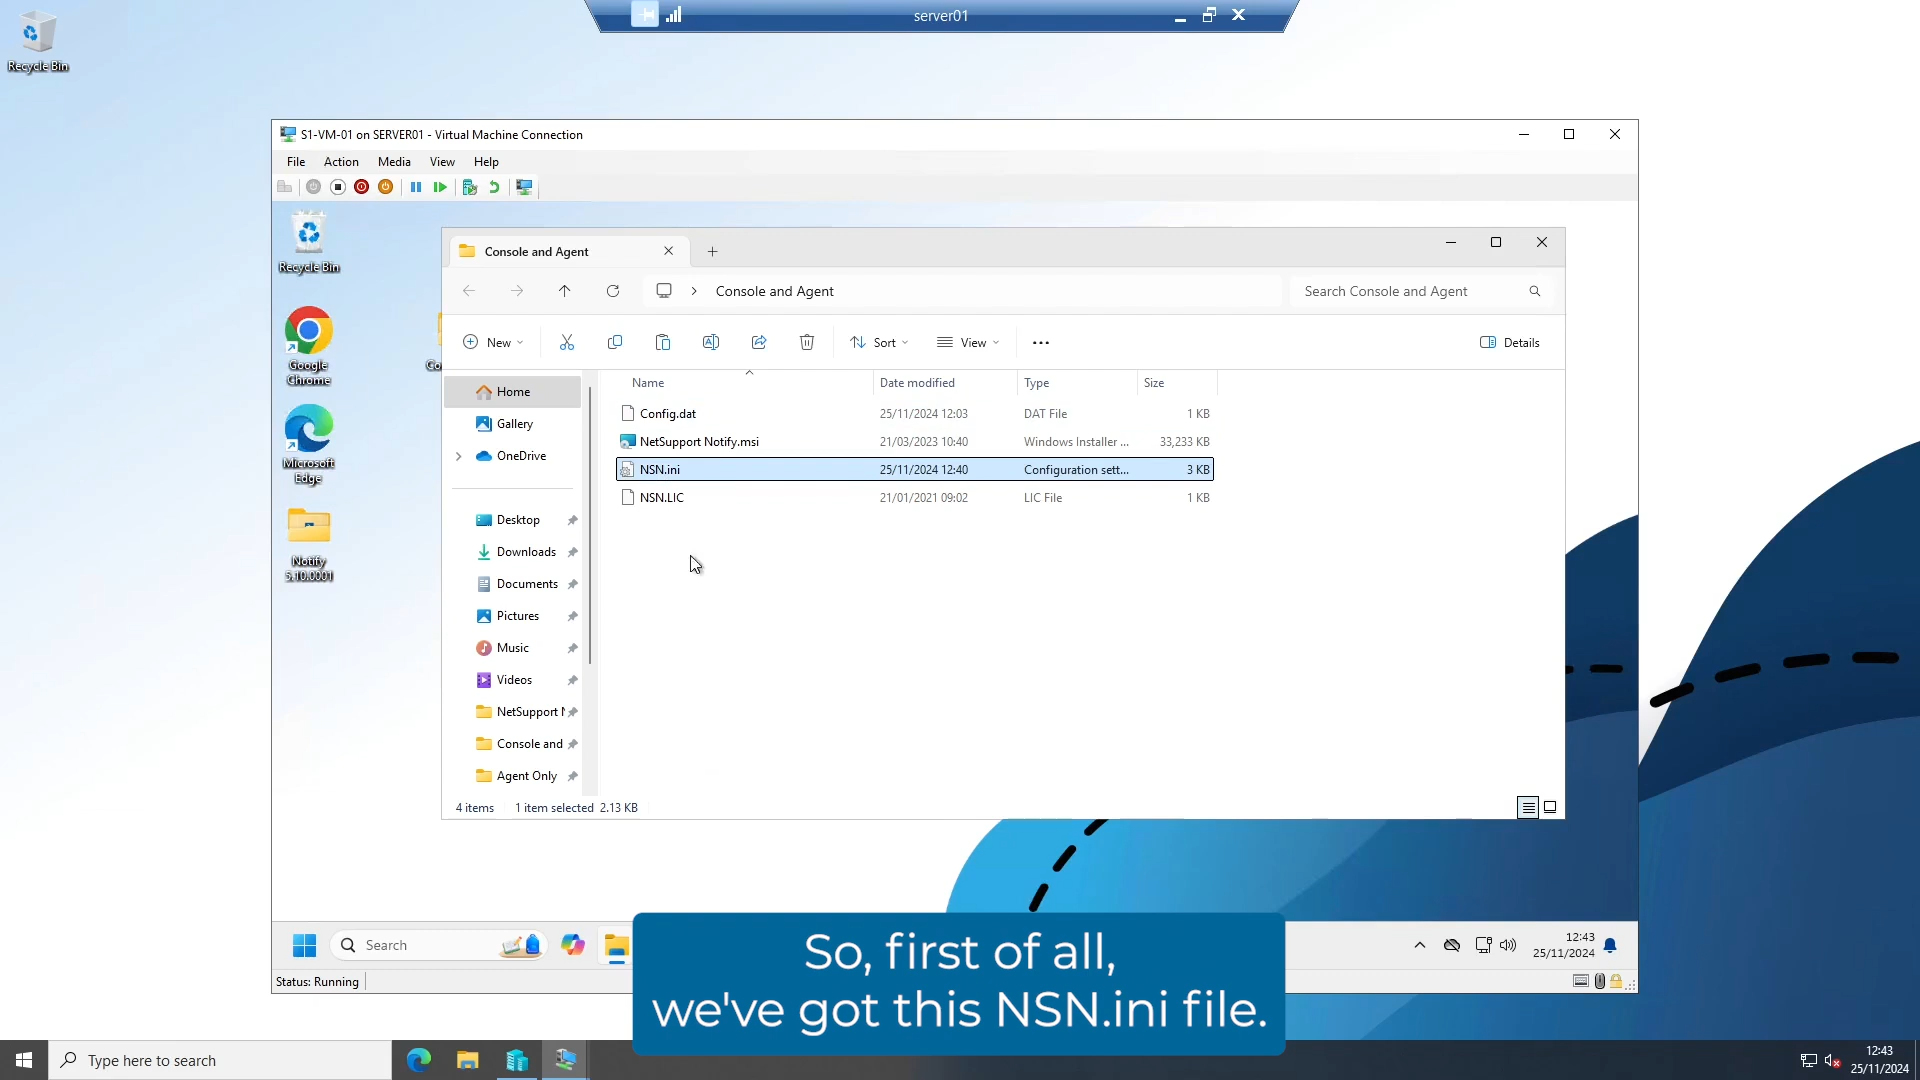 server01
Recycle Bin
S1-VM-01 on SERVER01 - Virtual Machine Connection
File Action Media View Help
Recycle Bin
Google Chrome
Microsoft Edge
Notify 5.10.0001
Console and Agent
Console and Agent
Search Console and Agent
New
Sort
View
Details
Home
Gallery
OneDrive
Desktop
Downloads
Documents
Pictures
Music
Videos
NetSupport
Console and
Agent Only
Name Date modified Type Size
Config.dat 25/11/2024 12:03 DAT File 1 KB
NetSupport Notify.msi 21/03/2023 10:40 Windows Installer ... 33,233 KB
NSN.ini 25/11/2024 12:40 Configuration sett... 3 KB
NSN.LIC 21/01/2021 09:02 LIC File 1 KB
4 items 1 item selected 2.13 KB
Search
12:43
25/11/2024
Status: Running
So, first of all,
we've got this NSN.ini file.
Type here to search
12:43
25/11/2024